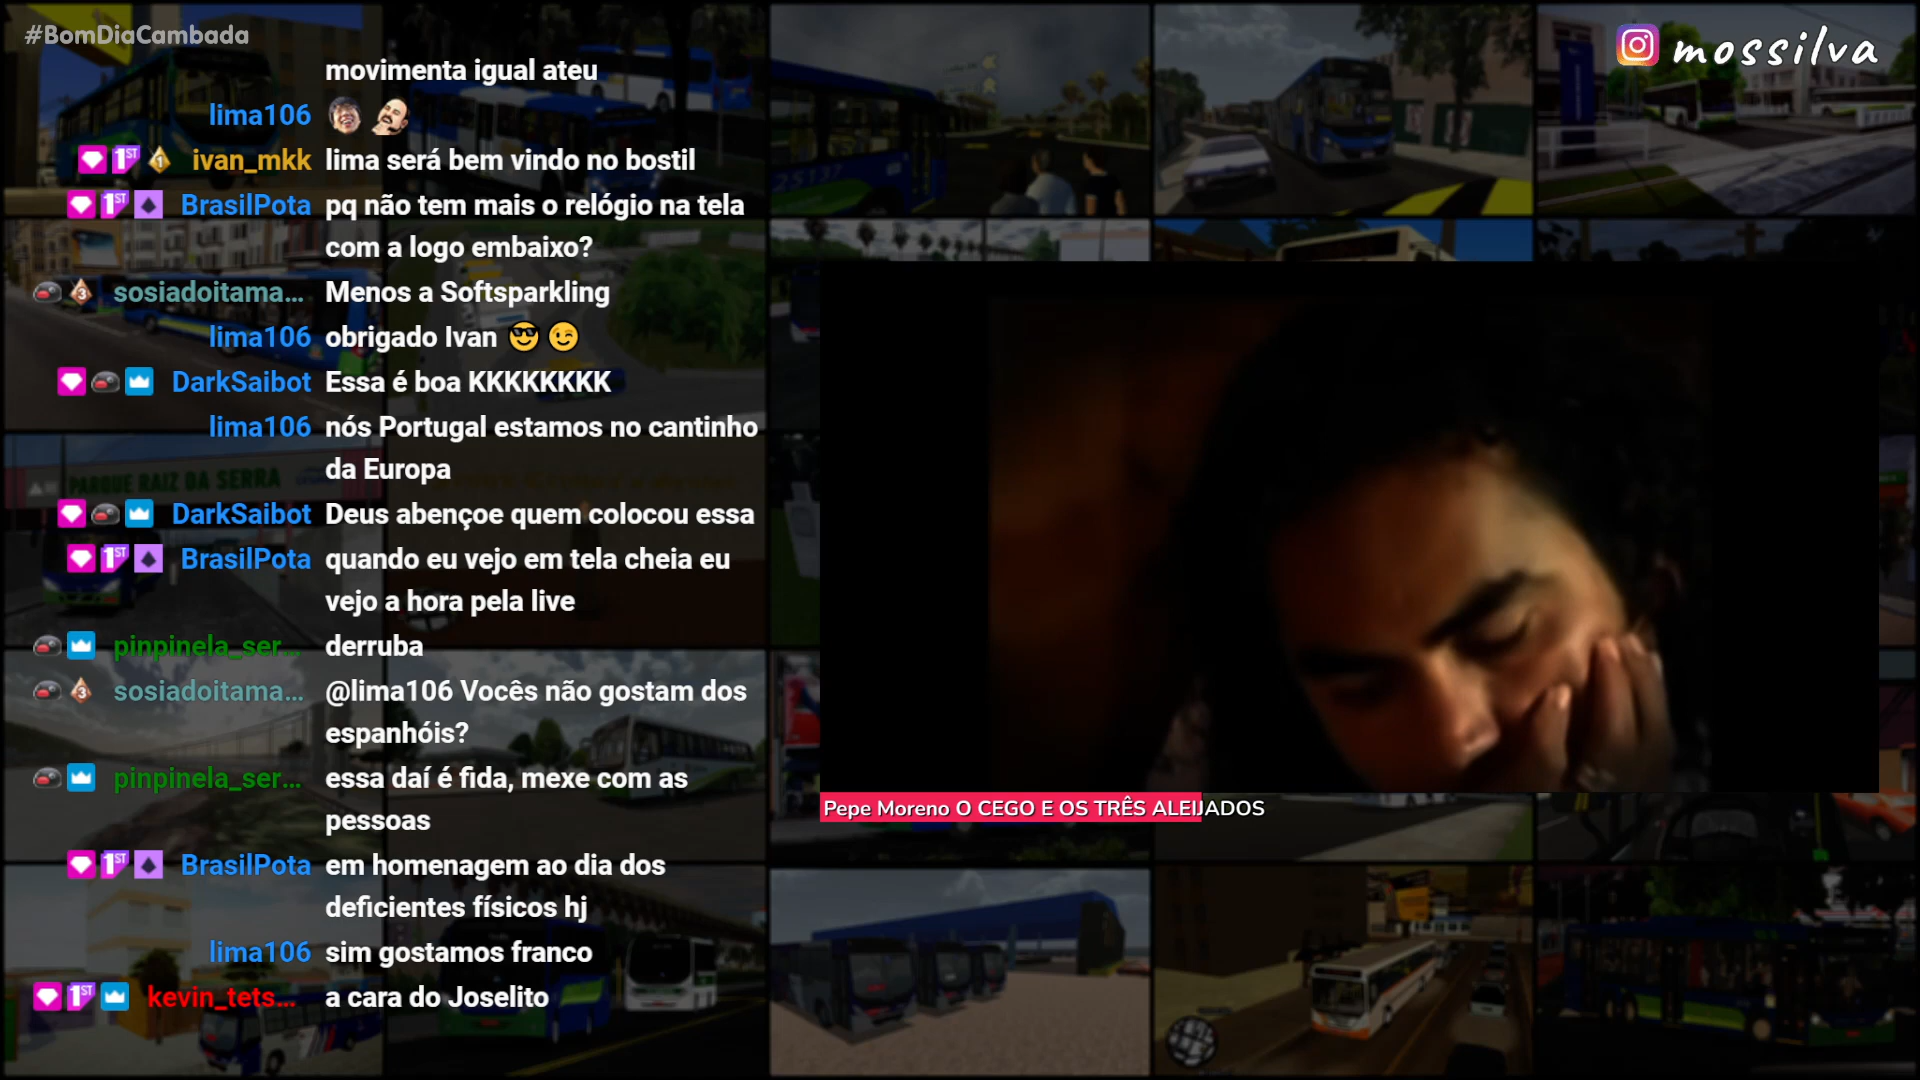 #BomDiaCambada
mossilva
movimenta igual ateu
lima106
ivan_mkk lima será bem vindo no bostil
BrasilPota pq não tem mais o relógio na tela
com a logo embaixo?
sosiadoitama... Menos a Softsparkling
lima106 obrigado Ivan 😎 😉
DarkSaibot Essa é boa KKKKKKKK
lima106 nós Portugal estamos no cantinho
da Europa
DarkSaibot Deus abençoe quem colocou essa
BrasilPota quando eu vejo em tela cheia eu
vejo a hora pela live
pinpinela_ser... derruba
sosiadoitama... @lima106 Vocês não gostam dos
espanhóis?
pinpinela_ser... essa daí é fida, mexe com as
pessoas
BrasilPota em homenagem ao dia dos
deficientes físicos hj
lima106 sim gostamos franco
kevin_tets... a cara do Joselito
Pepe Moreno O CEGO E OS TRÊS ALEIJADOS
PARQUE RAIZ DA SERRA
25137